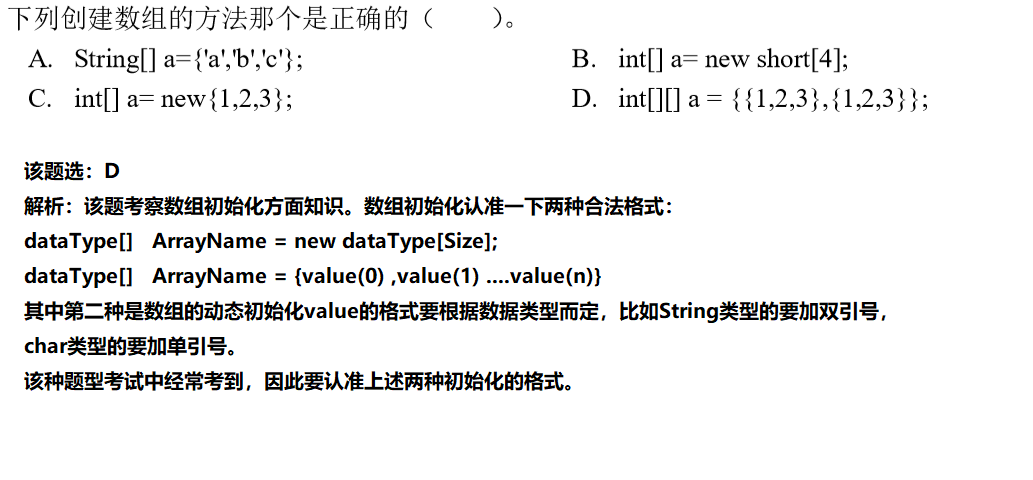 下列创建数组的方法那个是正确的（　　）。
A. String[] a={'a','b','c'};
B. int[] a= new short[4];
C. int[] a= new{1,2,3};
D. int[][] a = {{1,2,3},{1,2,3}};
该题选：D
解析：该题考察数组初始化方面知识。数组初始化认准一下两种合法格式：
dataType[] ArrayName = new dataType[Size];
dataType[] ArrayName = {value(0) ,value(1) ....value(n)}
其中第二种是数组的动态初始化value的格式要根据数据类型而定，比如String类型的要加双引号，
char类型的要加单引号。
该种题型考试中经常考到，因此要认准上述两种初始化的格式。